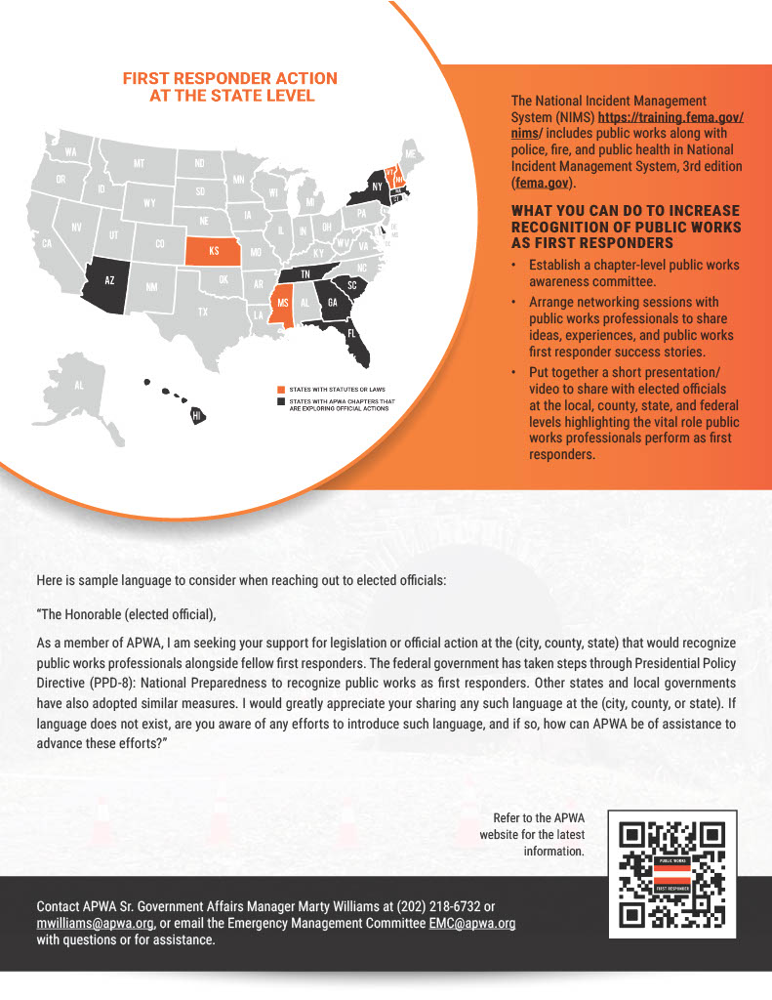 FIRST RESPONDER ACTION
AT THE STATE LEVEL
WA
OR
CA
NV
ID
MT
WY
UT
AZ
CO
NM
ND
SD
NE
KS
OK
TX
MN
IA
MO
AR
LA
WI
IL
MI
IN
OH
KY
TN
MS
AL
GA
FL
SC
NC
VA
WV
PA
NY
VT
NH
ME
AL
HI
STATES WITH STATUTES OR LAWS
STATES WITH APWA CHAPTERS THAT
ARE EXPLORING OFFICIAL ACTIONS
The National Incident Management
System (NIMS) https://training.fema.gov/
nims/ includes public works along with
police, fire, and public health in National
Incident Management System, 3rd edition
(fema.gov).
WHAT YOU CAN DO TO INCREASE
RECOGNITION OF PUBLIC WORKS
AS FIRST RESPONDERS
• Establish a chapter-level public works
awareness committee.
• Arrange networking sessions with
public works professionals to share
ideas, experiences, and public works
first responder success stories.
• Put together a short presentation/
video to share with elected officials
at the local, county, state, and federal
levels highlighting the vital role public
works professionals perform as first
responders.
Here is sample language to consider when reaching out to elected officials:
“The Honorable (elected official),
As a member of APWA, I am seeking your support for legislation or official action at the (city, county, state) that would recognize
public works professionals alongside fellow first responders. The federal government has taken steps through Presidential Policy
Directive (PPD-8): National Preparedness to recognize public works as first responders. Other states and local governments
have also adopted similar measures. I would greatly appreciate your sharing any such language at the (city, county, or state). If
language does not exist, are you aware of any efforts to introduce such language, and if so, how can APWA be of assistance to
advance these efforts?”
Refer to the APWA
website for the latest
information.
PUBLIC WORKS
FIRST RESPONDER
Contact APWA Sr. Government Affairs Manager Marty Williams at (202) 218-6732 or
mwilliams@apwa.org, or email the Emergency Management Committee EMC@apwa.org
with questions or for assistance.